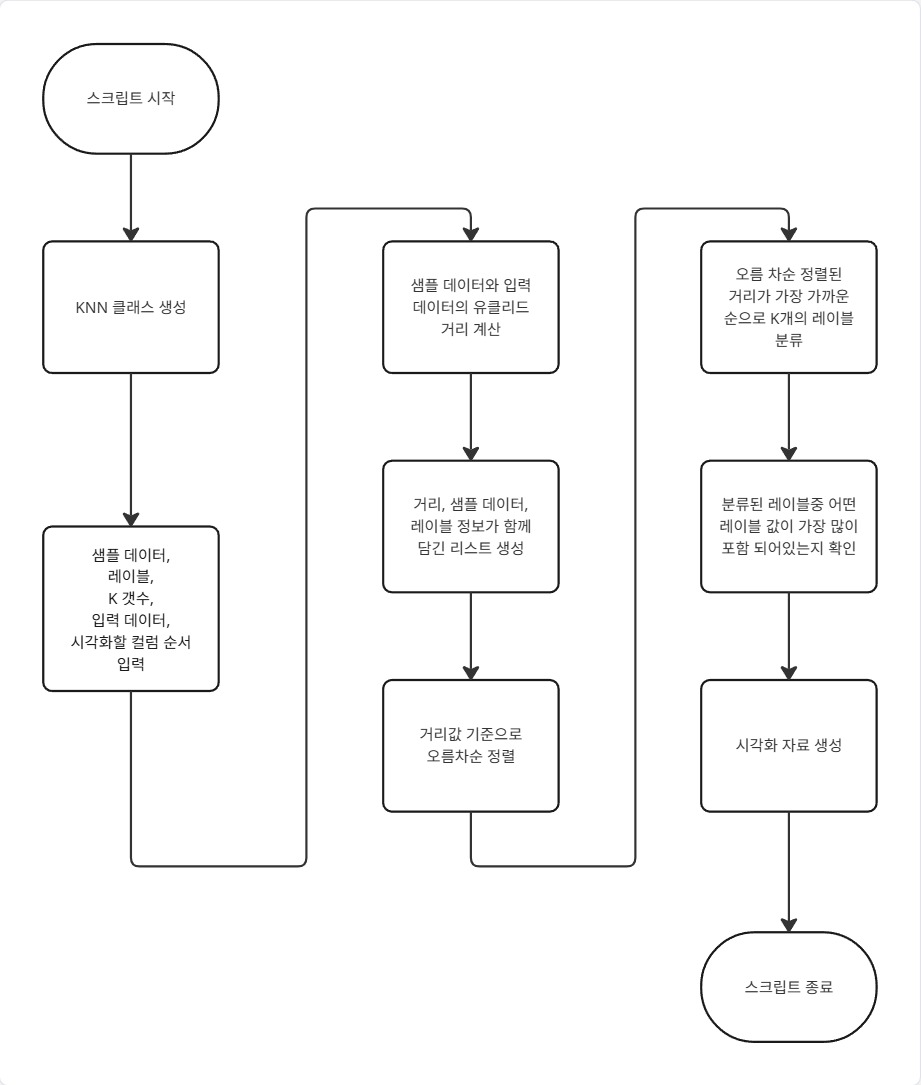 스크립트 시작
KNN 클래스 생성
샘플 데이터,
레이블,
K 갯수,
입력 데이터,
시각화할 컬럼 순서
입력
샘플 데이터와 입력
데이터의 유클리드
거리 계산
거리, 샘플 데이터,
레이블 정보가 함께
담긴 리스트 생성
거리값 기준으로
오름차순 정렬
오름 차순 정렬된
거리가 가장 가까운
순으로 K개의 레이블
분류
분류된 레이블중 어떤
레이블 값이 가장 많이
포함 되어있는지 확인
시각화 자료 생성
스크립트 종료